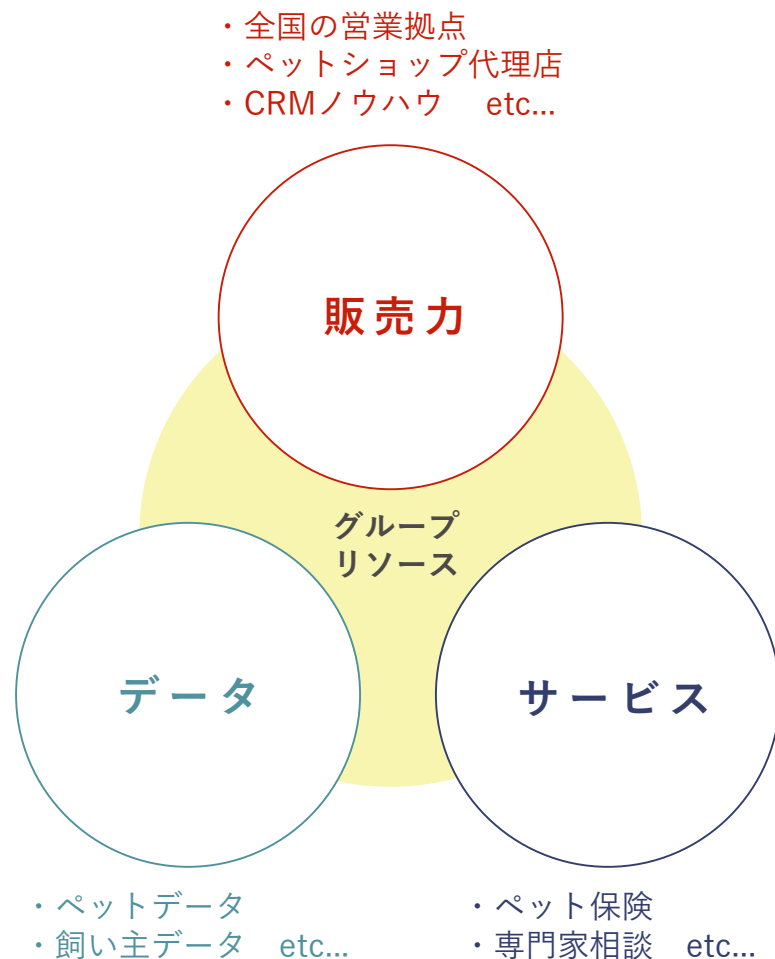 ・全国の営業拠点
・ペットショップ代理店
・CRMノウハウ　etc...
販売力
グループ
リソース
データ
サービス
・ペットデータ
・飼い主データ　etc...
・ペット保険
・専門家相談　etc...